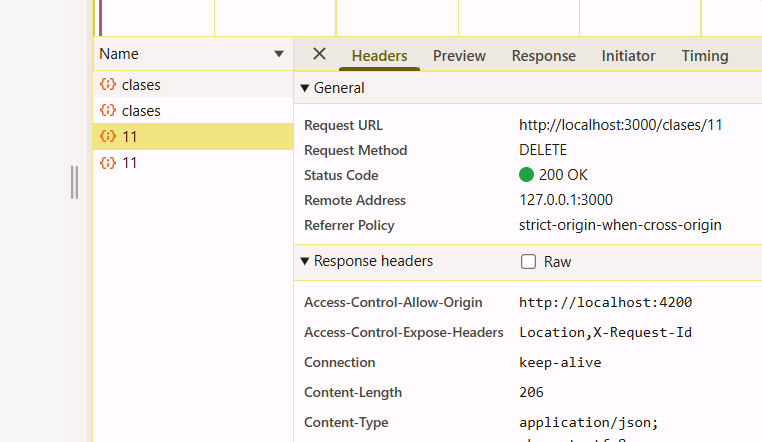 Name
clases
clases
11
11
Headers Preview Response Initiator Timing
General
Request URL http://localhost:3000/clases/11
Request Method DELETE
Status Code 200 OK
Remote Address 127.0.0.1:3000
Referrer Policy strict-origin-when-cross-origin
Response headers Raw
Access-Control-Allow-Origin http://localhost:4200
Access-Control-Expose-Headers Location,X-Request-Id
Connection keep-alive
Content-Length 206
Content-Type application/json;